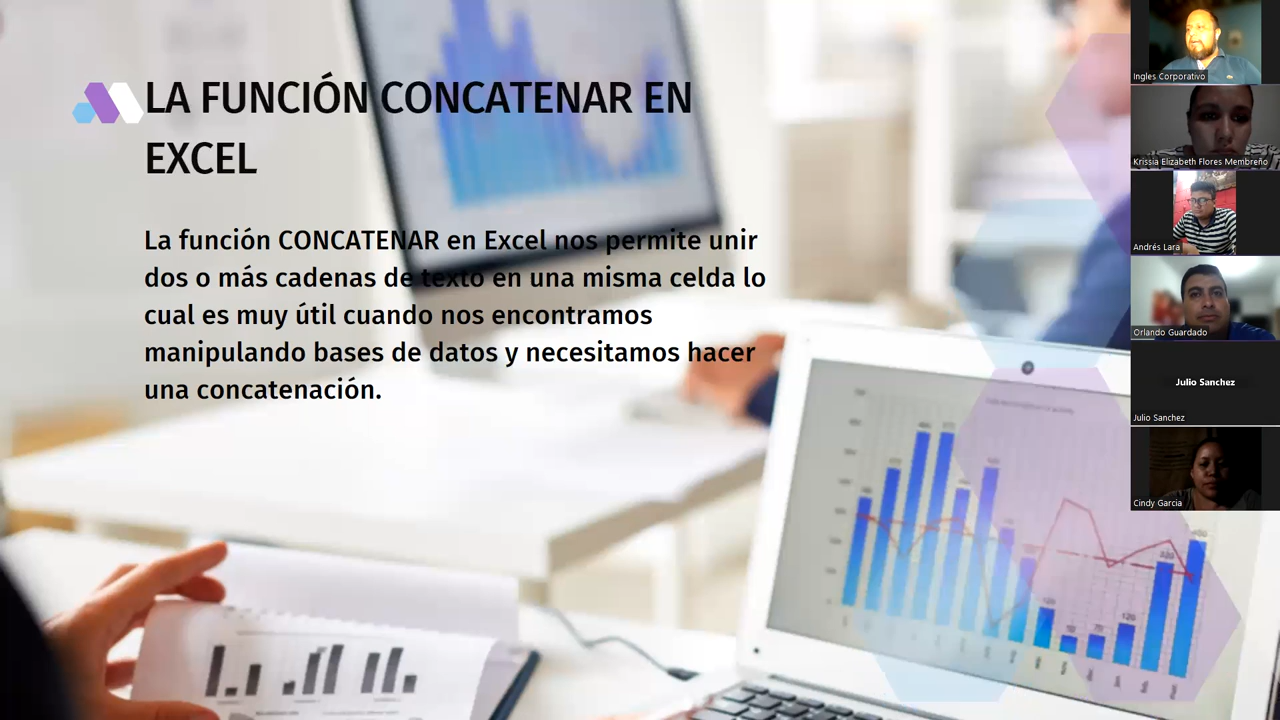 LA FUNCIÓN CONCATENAR EN
EXCEL
La función CONCATENAR en Excel nos permite unir
dos o más cadenas de texto en una misma celda lo
cual es muy útil cuando nos encontramos
manipulando bases de datos y necesitamos hacer
una concatenación.
Ingles Corporativo
Krissia Elizabeth Flores Membreño
Andrés Lara
Orlando Guardado
Julio Sanchez
Julio Sanchez
Cindy Garcia